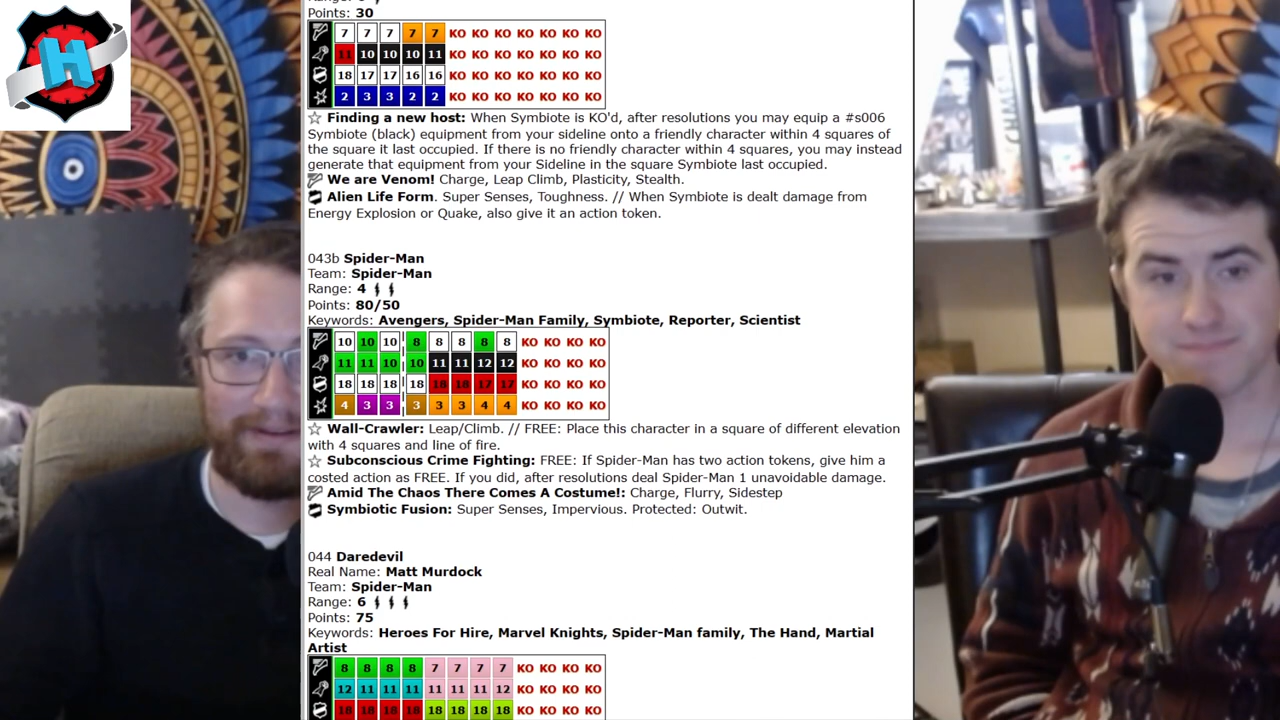 H
Points: 30
7 7 7 7 7 KO KO KO KO KO KO KO
11 10 10 10 11 KO KO KO KO KO KO KO
18 17 17 16 16 KO KO KO KO KO KO KO
2 3 3 2 2 KO KO KO KO KO KO KO
Finding a new host: When Symbiote is KO'd, after resolutions you may equip a #s006
Symbiote (black) equipment from your sideline onto a friendly character within 4 squares of
the square it last occupied. If there is no friendly character within 4 squares, you may instead
generate that equipment from your Sideline in the square Symbiote last occupied.
We are Venom! Charge, Leap Climb, Plasticity, Stealth.
Alien Life Form. Super Senses, Toughness. // When Symbiote is dealt damage from
Energy Explosion or Quake, also give it an action token.
043b Spider-Man
Team: Spider-Man
Range: 4
Points: 80/50
Keywords: Avengers, Spider-Man Family, Symbiote, Reporter, Scientist
10 10 10 8 8 8 8 8 KO KO KO KO
11 11 10 10 11 11 12 12 KO KO KO KO
18 18 18 18 18 18 17 17 KO KO KO KO
4 3 3 3 3 3 4 4 KO KO KO KO
Wall-Crawler: Leap/Climb. // FREE: Place this character in a square of different elevation
with 4 squares and line of fire.
Subconscious Crime Fighting: FREE: If Spider-Man has two action tokens, give him a
costed action as FREE. If you did, after resolutions deal Spider-Man 1 unavoidable damage.
Amid The Chaos There Comes A Costume!: Charge, Flurry, Sidestep
Symbiotic Fusion: Super Senses, Impervious. Protected: Outwit.
044 Daredevil
Real Name: Matt Murdock
Team: Spider-Man
Range: 6
Points: 75
Keywords: Heroes For Hire, Marvel Knights, Spider-Man family, The Hand, Martial
Artist
8 8 8 8 7 7 7 7 KO KO KO KO
12 11 11 11 11 11 11 12 KO KO KO KO
18 18 18 18 18 18 18 18 KO KO KO KO